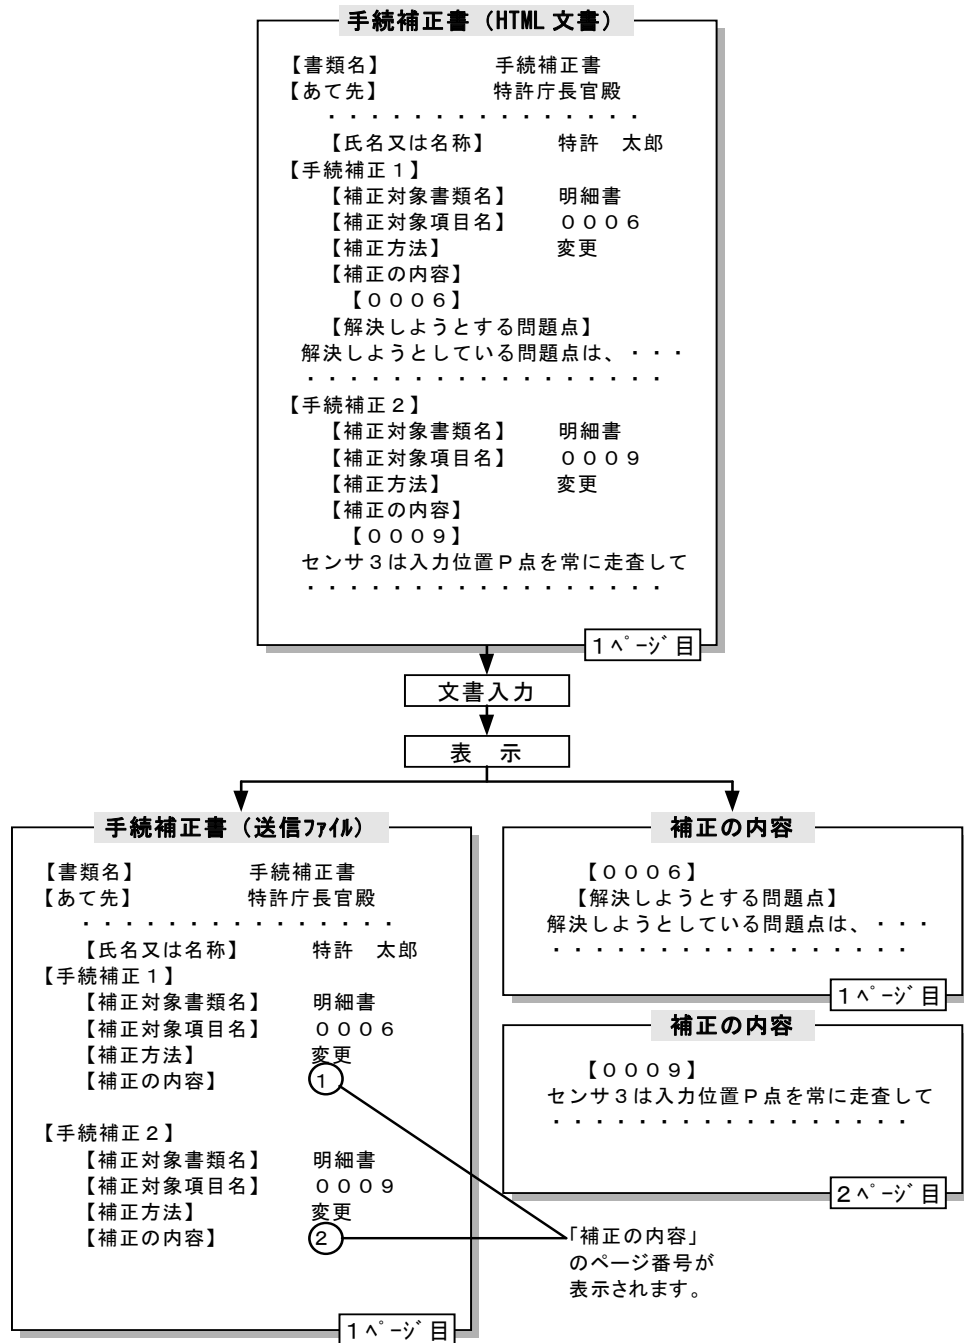 手続補正書（HTML 文書）
【書類名】　　　　　手続補正書
【あて先】　　　　　特許庁長官殿
・・・・・・・・・・・・・・・
【氏名又は名称】　　　特許　太郎
【手続補正１】
【補正対象書類名】　　明細書
【補正対象項目名】　　０００６
【補正方法】　　　　　変更
【補正の内容】
【０００６】
【解決しようとする問題点】
解決しようとしている問題点は、・・・
・・・・・・・・・・・・・・・・・
【手続補正２】
【補正対象書類名】　　明細書
【補正対象項目名】　　０００９
【補正方法】　　　　　変更
【補正の内容】
【０００９】
センサ３は入力位置Ｐ点を常に走査して
・・・・・・・・・・・・・・・・・
１ﾍﾟｰｼﾞ目
文書入力
表　示
手続補正書（送信ﾌｧｲﾙ）
【書類名】　　　　　手続補正書
【あて先】　　　　　特許庁長官殿
・・・・・・・・・・・・・・・
【氏名又は名称】　　　特許　太郎
【手続補正１】
【補正対象書類名】　　明細書
【補正対象項目名】　　０００６
【補正方法】　　　　　変更
【補正の内容】　　　　１
【手続補正２】
【補正対象書類名】　　明細書
【補正対象項目名】　　０００９
【補正方法】　　　　　変更
【補正の内容】　　　　２
１ﾍﾟｰｼﾞ目
補正の内容
【０００６】
【解決しようとする問題点】
解決しようとしている問題点は、・・・
・・・・・・・・・・・・・・・・・
１ﾍﾟｰｼﾞ目
補正の内容
【０００９】
センサ３は入力位置Ｐ点を常に走査して
・・・・・・・・・・・・・・・・・
２ﾍﾟｰｼﾞ目
「補正の内容」
のページ番号が
表示されます。